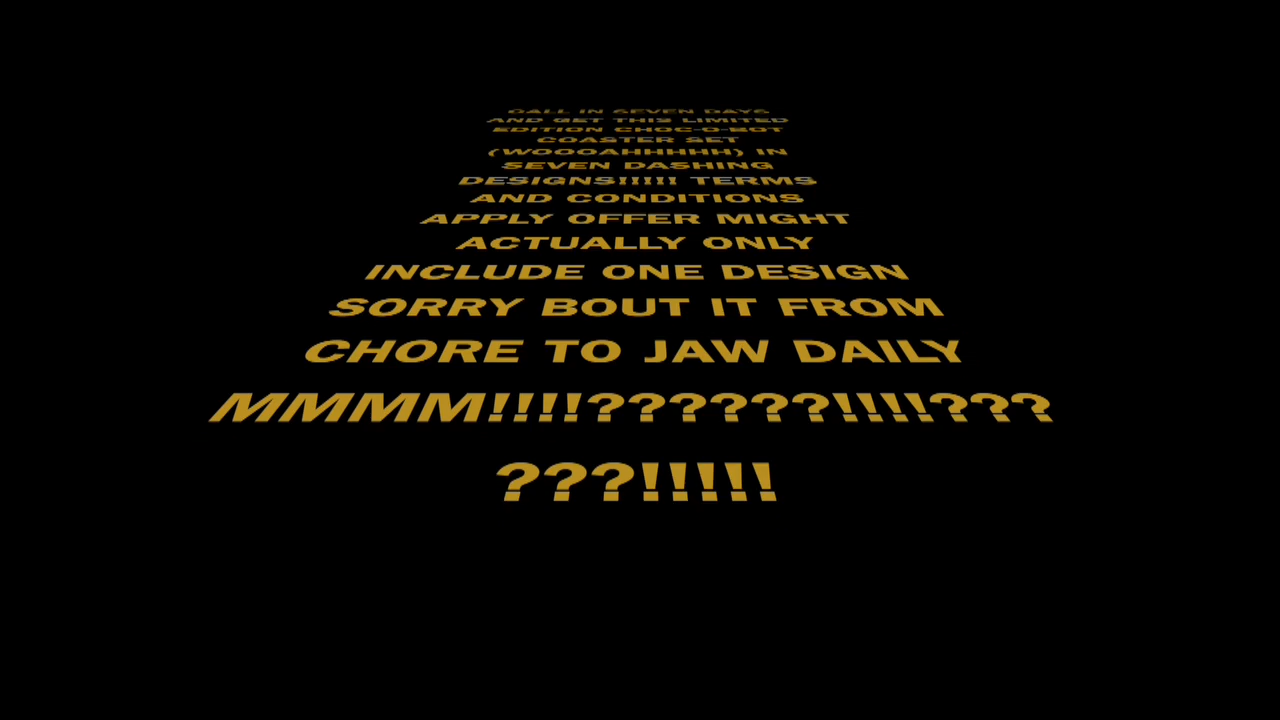 CALL IN SEVEN DAYS
AND GET THIS LIMITED
EDITION CHOC-O-BOT
COASTER SET
(WOOOAHHHHH) IN
SEVEN DASHING
DESIGNS!!!!! TERMS
AND CONDITIONS
APPLY OFFER MIGHT
ACTUALLY ONLY
INCLUDE ONE DESIGN
SORRY BOUT IT FROM
CHORE TO JAW DAILY
MMMM!!!!??????!!!!???
???!!!!!